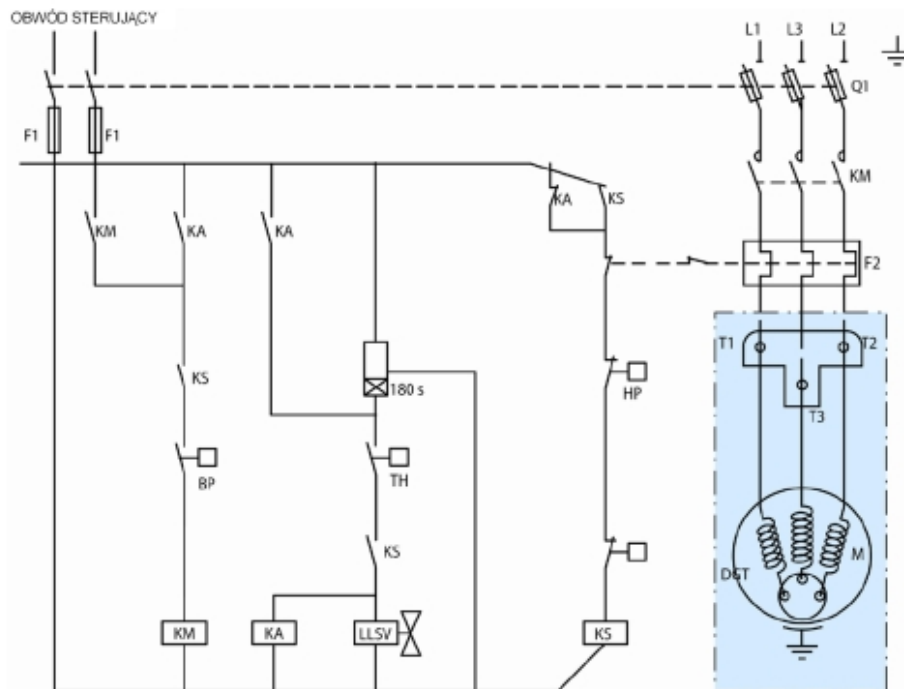 OBWÓD STERUJĄCY
L1 L3 L2
Q1
F1 F1
KM
KM KA KA KA KS
F2
T1 T2
KS 180 s HP
T3
BP TH
KS
DGT M
KM KA LLSV KS